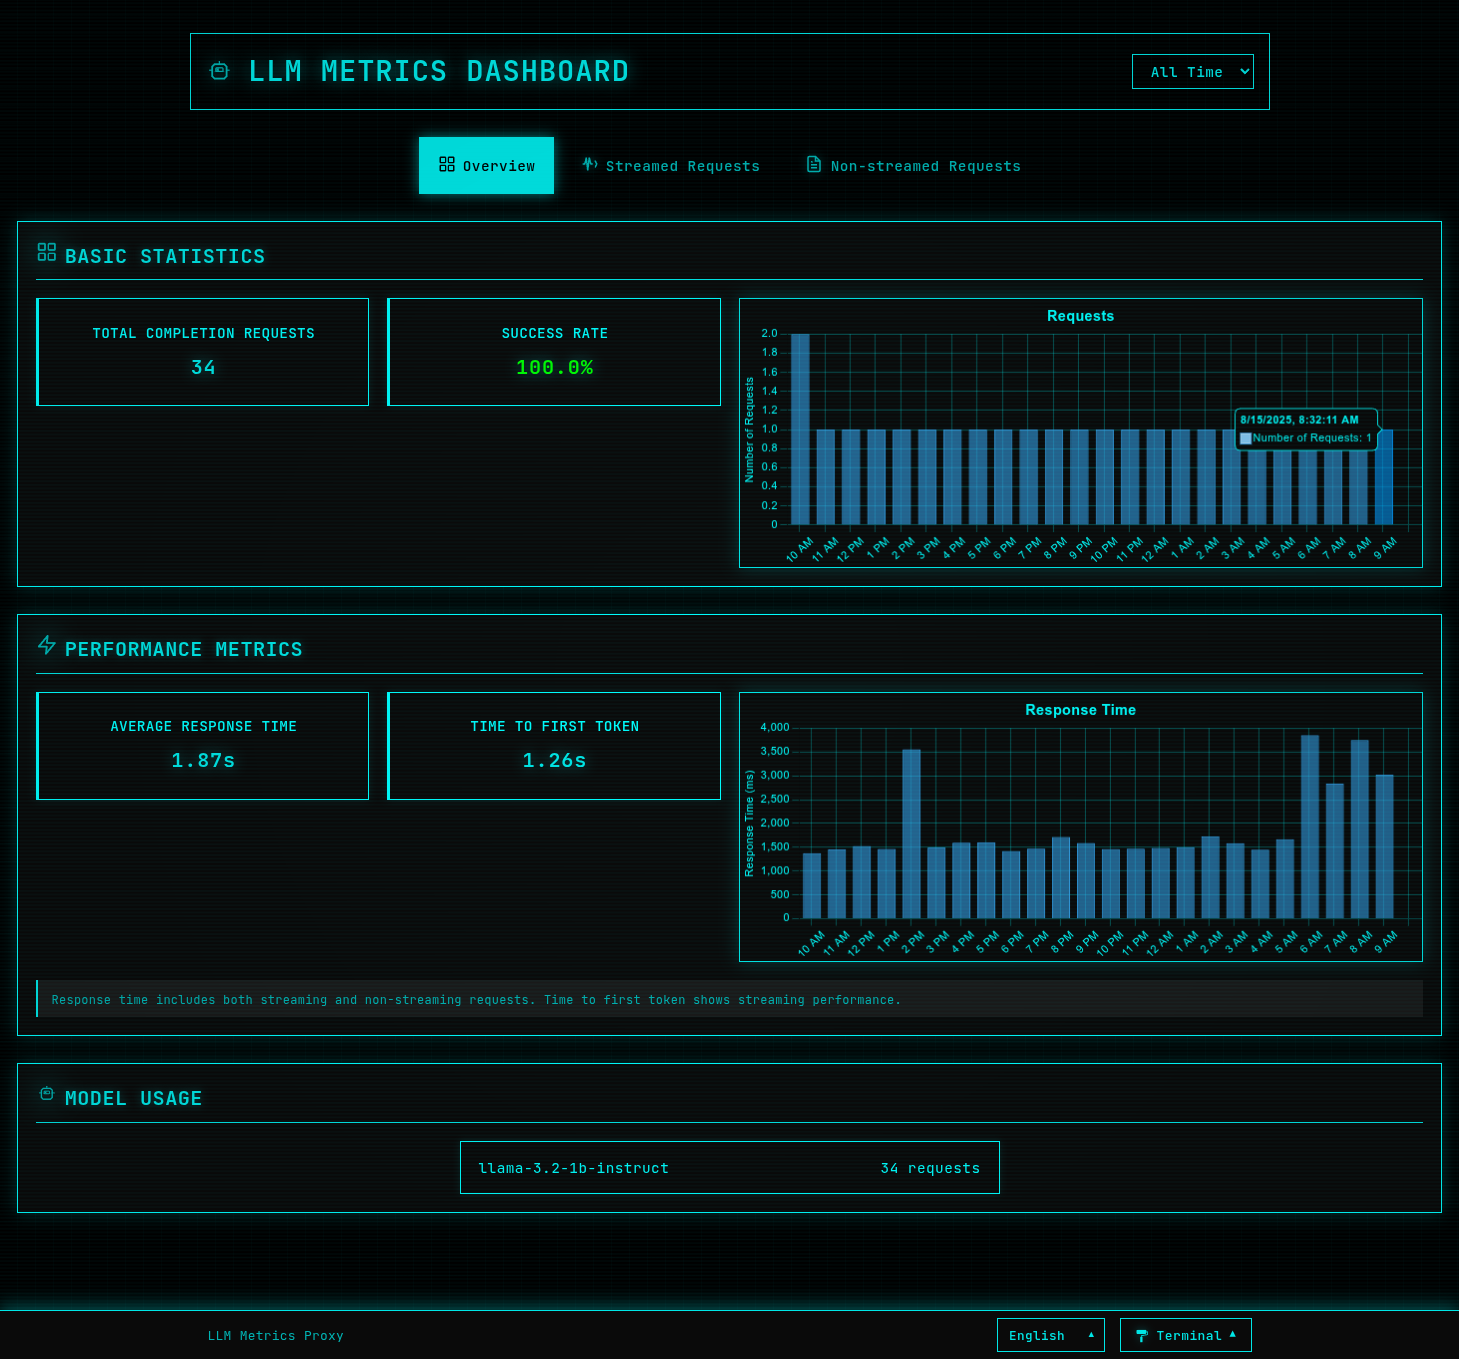 LLM METRICS DASHBOARD
All Time
Overview
Streamed Requests
Non-streamed Requests
BASIC STATISTICS
TOTAL COMPLETION REQUESTS
34
SUCCESS RATE
100.0%
Requests
Number of Requests
2.0
1.8
1.6
1.4
1.2
1.0
0.8
0.6
0.4
0.2
0
8/15/2025, 8:32:11 AM
Number of Requests: 1
10 AM 11 AM 12 PM 1 PM 2 PM 3 PM 4 PM 5 PM 6 PM 7 PM 8 PM 9 PM 10 PM 11 PM 12 AM 1 AM 2 AM 3 AM 4 AM 5 AM 6 AM 7 AM 8 AM 9 AM
PERFORMANCE METRICS
AVERAGE RESPONSE TIME
1.87s
TIME TO FIRST TOKEN
1.26s
Response Time
Response Time (ms)
4,000
3,500
3,000
2,500
2,000
1,500
1,000
500
0
10 AM 11 AM 12 PM 1 PM 2 PM 3 PM 4 PM 5 PM 6 PM 7 PM 8 PM 9 PM 10 PM 11 PM 12 AM 1 AM 2 AM 3 AM 4 AM 5 AM 6 AM 7 AM 8 AM 9 AM
Response time includes both streaming and non-streaming requests. Time to first token shows streaming performance.
MODEL USAGE
llama-3.2-1b-instruct 34 requests
LLM Metrics Proxy
English
Terminal